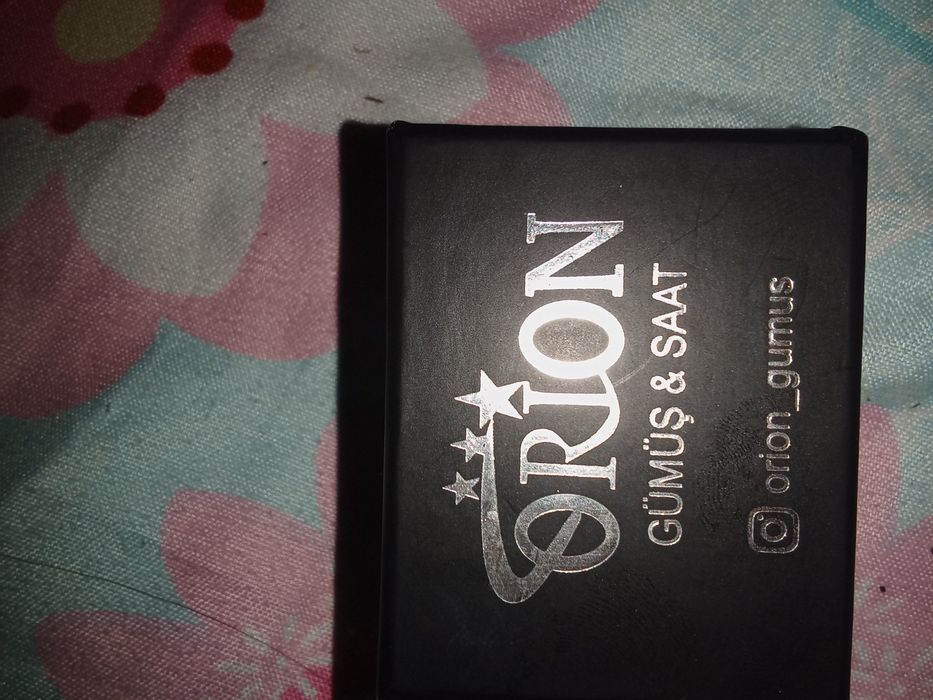 ORION
GÜMÜŞ & SAAT
orion_gumus